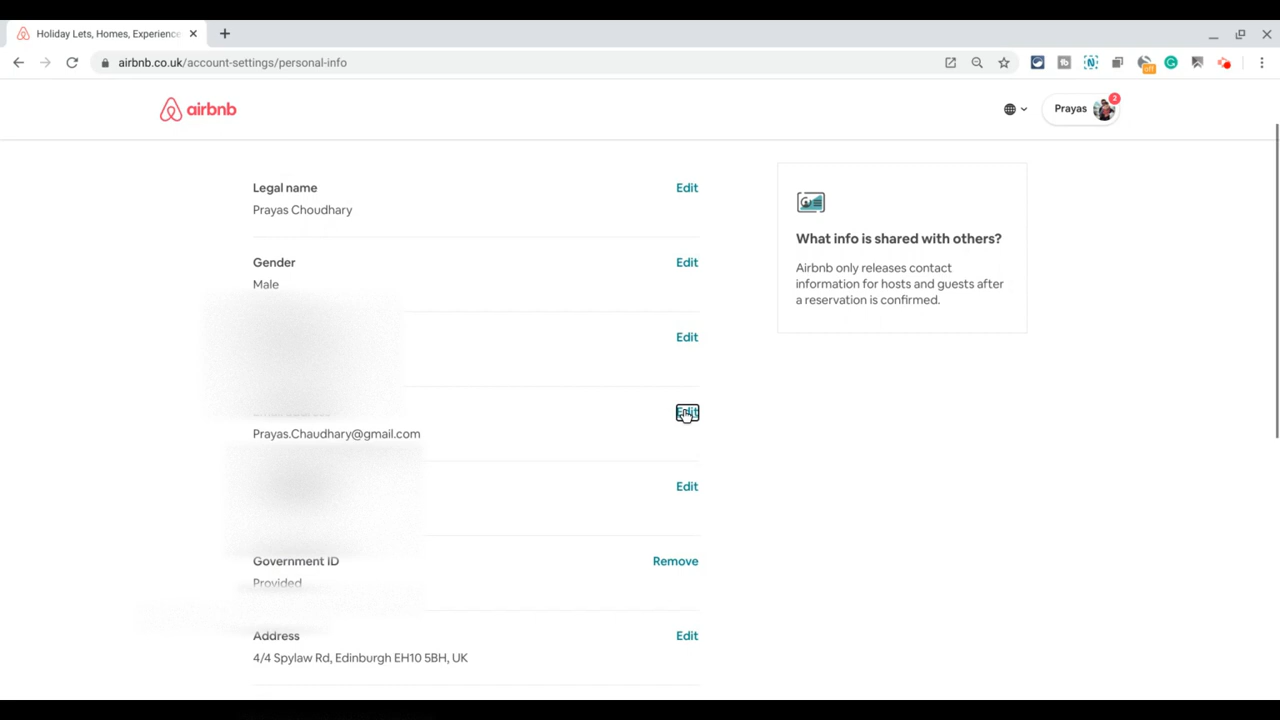 Holiday Lets, Homes, Experience
airbnb.co.uk/account-settings/personal-info
off
airbnb
Prayas
2
Legal name
Edit
Prayas Choudhary
Gender
Edit
Male
Edit
Edit
Prayas.Chaudhary@gmail.com
Edit
Government ID
Remove
Provided
Address
Edit
4/4 Spylaw Rd, Edinburgh EH10 5BH, UK
What info is shared with others?
Airbnb only releases contact
information for hosts and guests after
a reservation is confirmed.